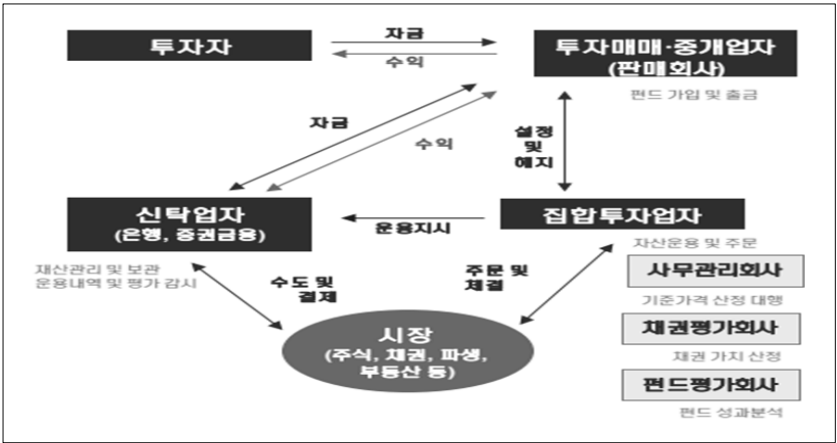 투자자
자금
수익
투자매매·중개업자
(판매회사)
펀드 가입 및 출금
자금
수익
설정
및
해지
신탁업자
(은행, 증권금융)
운용지시
집합투자업자
재산관리 및 보관
운용내역 및 평가 감시
자산운용 및 주문
수도 및
결제
주문 및
체결
사무관리회사
기준가격 산정 대행
시장
(주식, 채권, 파생,
부동산 등)
채권평가회사
채권 가치 산정
펀드평가회사
펀드 성과분석